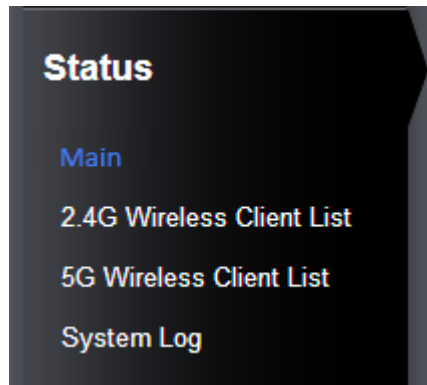 Status
Main
2.4G Wireless Client List
5G Wireless Client List
System Log